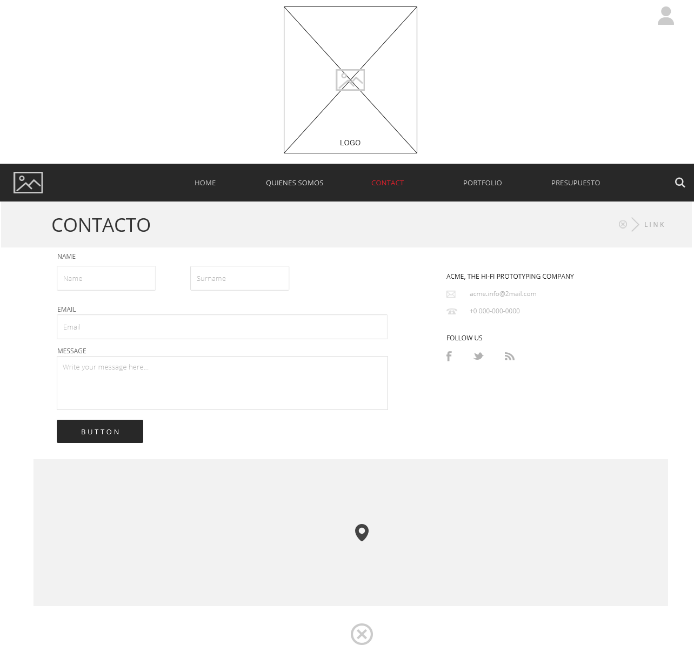 LOGO
HOME QUIENES SOMOS CONTACT PORTFOLIO PRESUPUESTO
CONTACTO
LINK
NAME
Name Surname
EMAIL
Email
MESSAGE
Write your message here...
BUTTON
ACME, THE HI-FI PROTOTYPING COMPANY
acme.info@2mail.com
+0 000-000-0000
FOLLOW US